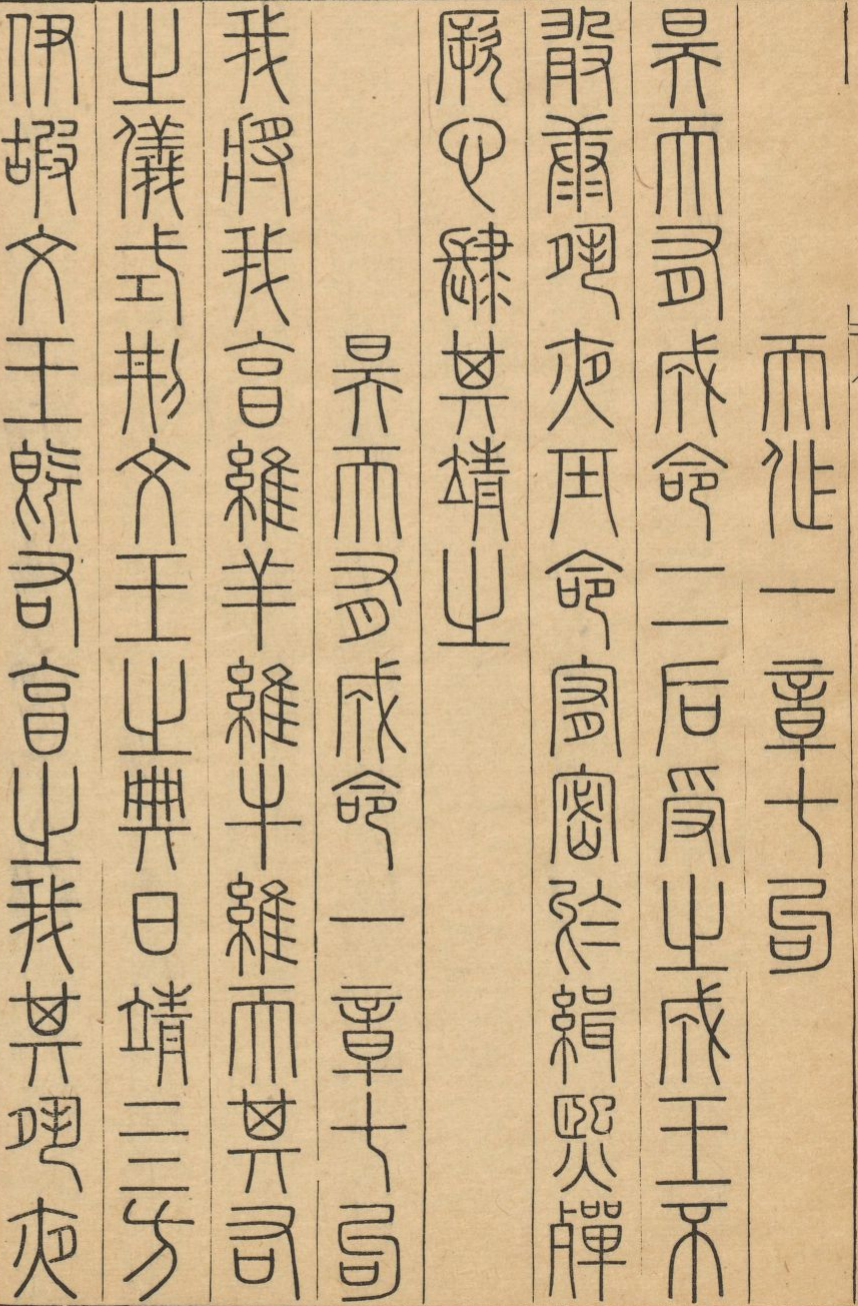 天作一章七句
昊天有成命二后受之成王不
敢康夙夜基命宥密於緝熙單
厥心肆其靖之
昊天有成命一章七句
我將我享維羊維牛維天其右
之儀式刑文王之典日靖四方
伊嘏文王既右享之我其夙夜